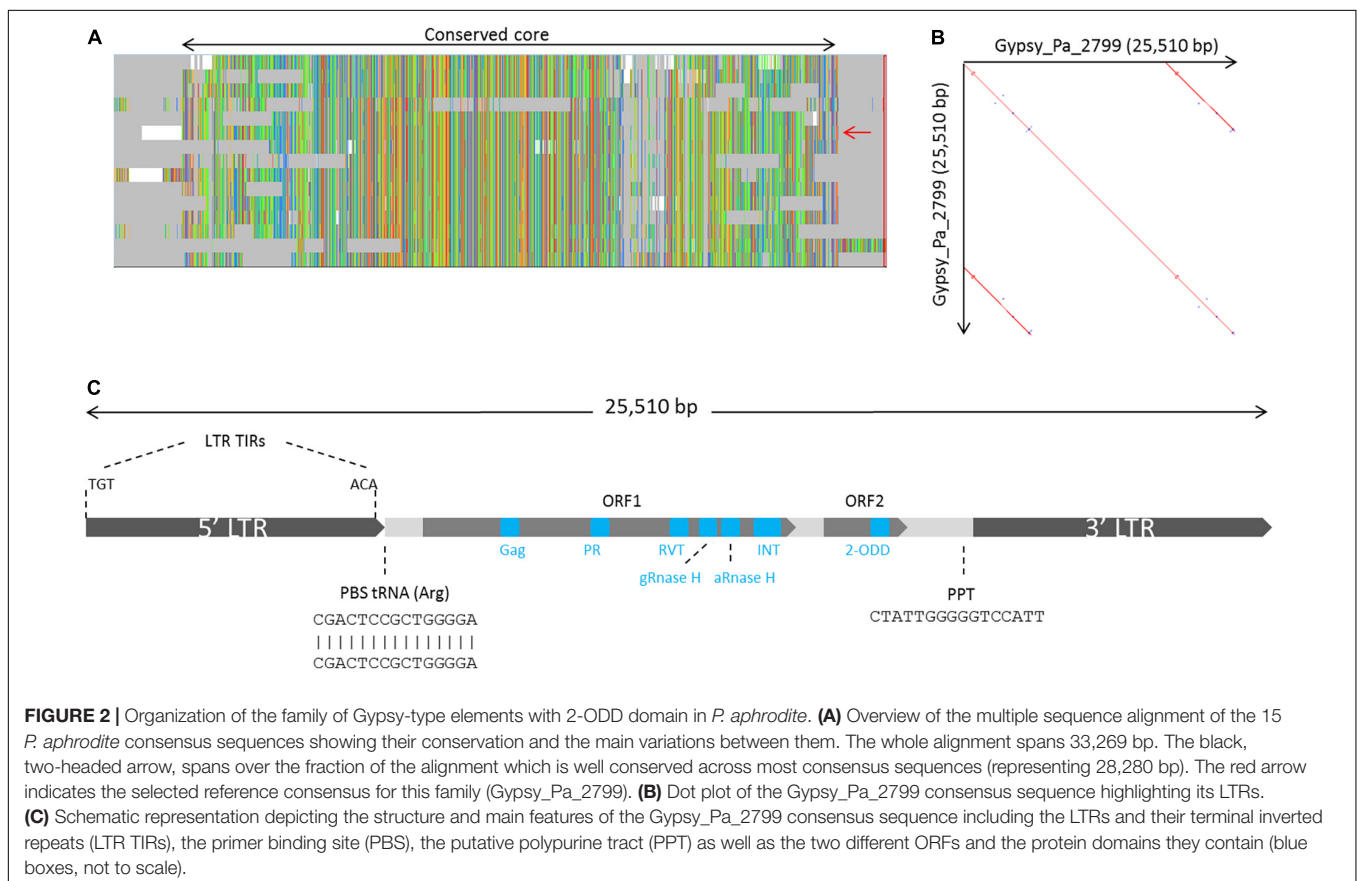 A
Conserved core
B
Gypsy_Pa_2799 (25,510 bp)
Gypsy_Pa_2799 (25,510 bp)
C
25,510 bp
LTR TIRs
TGT
ACA
ORF1
ORF2
5’ LTR
3’ LTR
Gag
PR
RVT
INT
2-ODD
gRnase H
aRnase H
PBS tRNA (Arg)
PPT
CGACTCCGCTGGGGA
CTATTGGGGGTCCATT
| | | | | | | | | | | | | | |
CGACTCCGCTGGGGA
FIGURE 2 | Organization of the family of Gypsy-type elements with 2-ODD domain in P. aphrodite. (A) Overview of the multiple sequence alignment of the 15
P. aphrodite consensus sequences showing their conservation and the main variations between them. The whole alignment spans 33,269 bp. The black,
two-headed arrow, spans over the fraction of the alignment which is well conserved across most consensus sequences (representing 28,280 bp). The red arrow
indicates the selected reference consensus for this family (Gypsy_Pa_2799). (B) Dot plot of the Gypsy_Pa_2799 consensus sequence highlighting its LTRs.
(C) Schematic representation depicting the structure and main features of the Gypsy_Pa_2799 consensus sequence including the LTRs and their terminal inverted
repeats (LTR TIRs), the primer binding site (PBS), the putative polypurine tract (PPT) as well as the two different ORFs and the protein domains they contain (blue
boxes, not to scale).